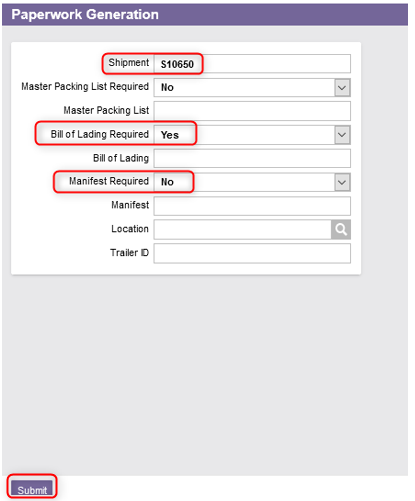 Paperwork Generation
Shipment S10650
Master Packing List Required No
Master Packing List
Bill of Lading Required Yes
Bill of Lading
Manifest Required No
Manifest
Location
Trailer ID
Submit